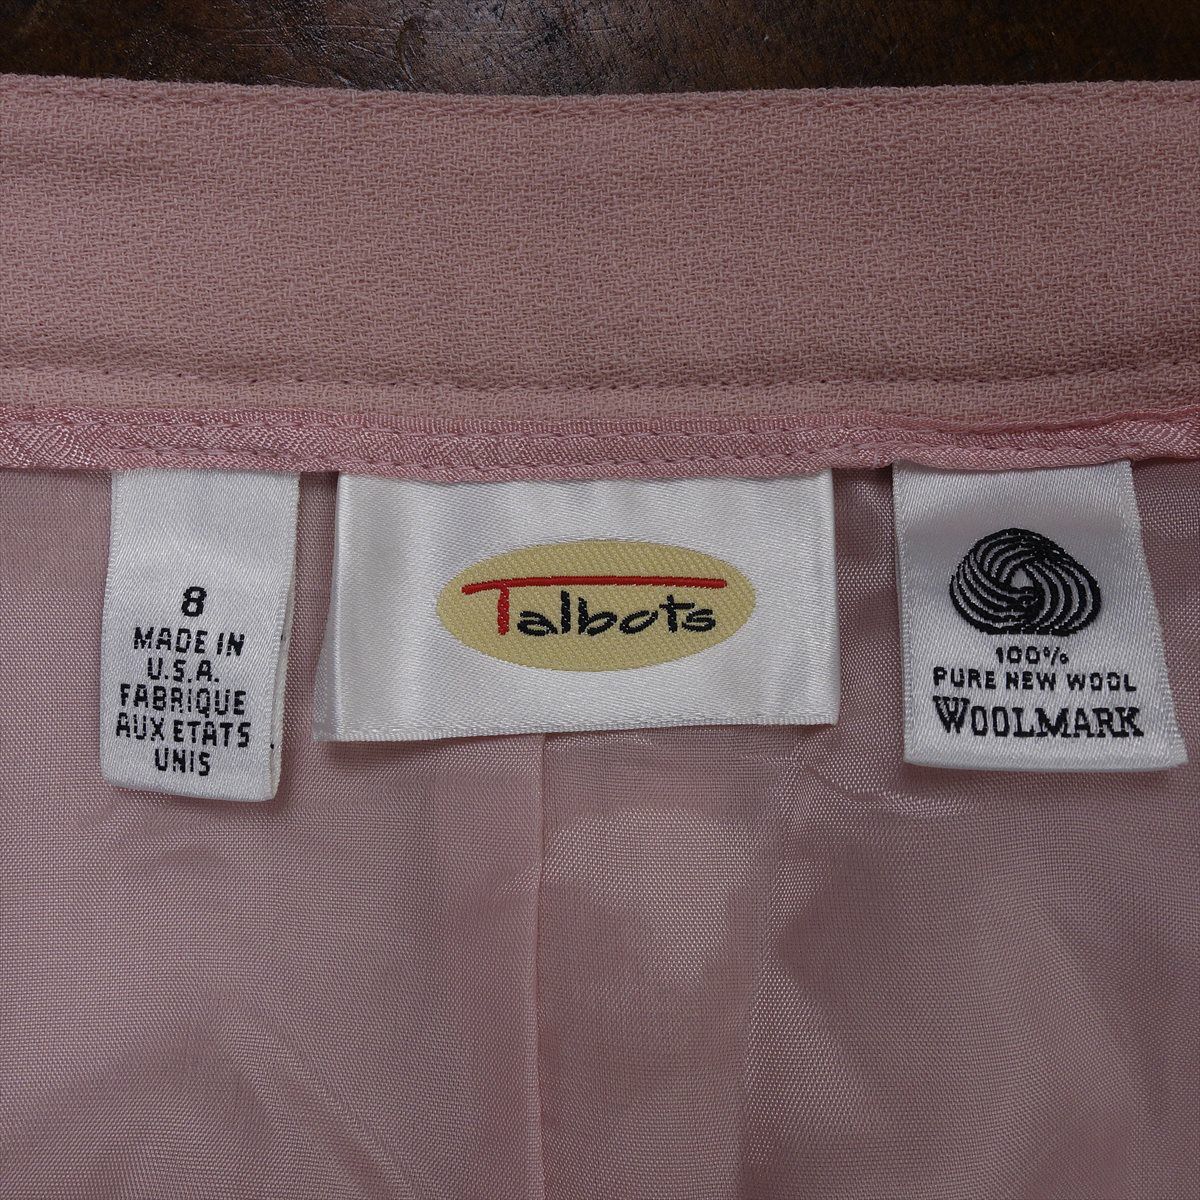 8
MADE IN
U.S.A.
FABRIQUE
AUX ETATS
UNIS
Talbots
100%
PURE NEW WOOL
WOOLMARK